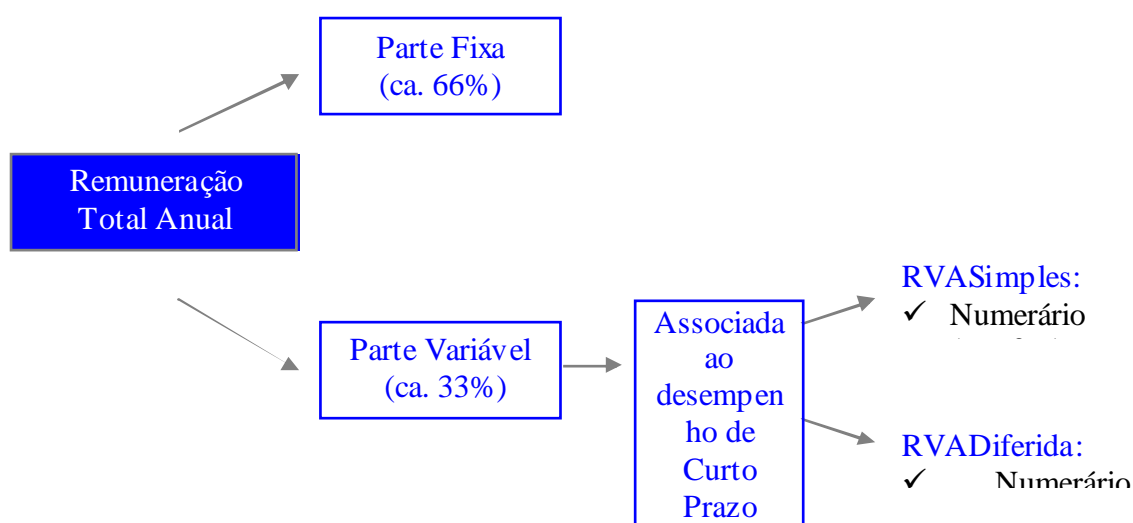 Parte Fixa
(ca. 66%)
Remuneração
Total Anual
Parte Variável
(ca. 33%)
Associada
ao
desempen
ho de
Curto
Prazo
RVASimples:
✓ Numerário
RVADiferida:
✓ Numerário